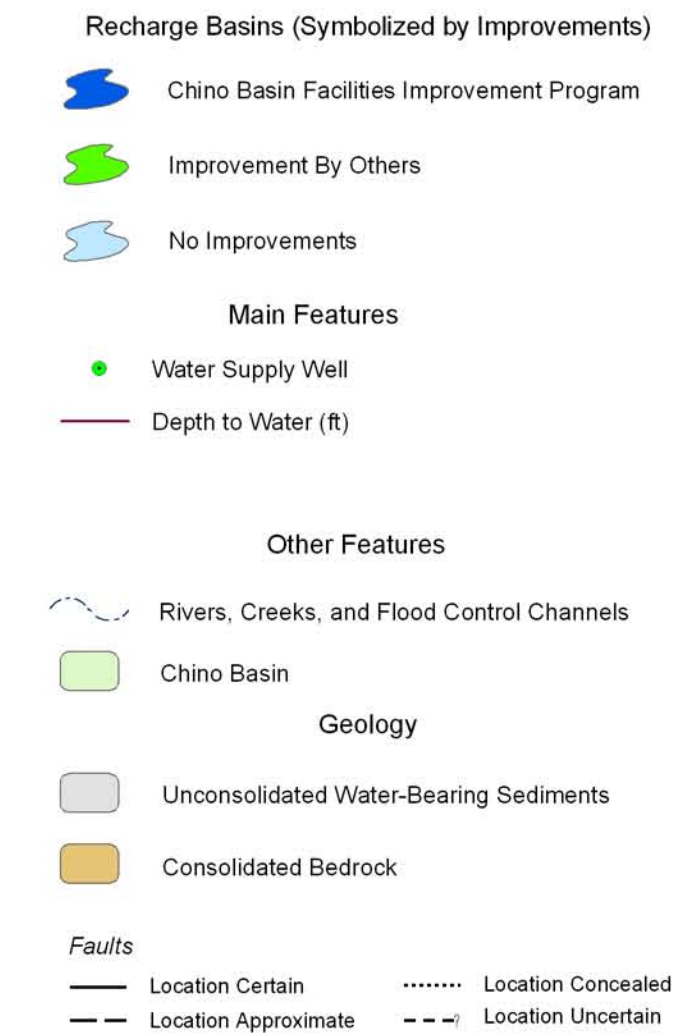 Recharge Basins (Symbolized by Improvements)
Chino Basin Facilities Improvement Program
Improvement By Others
No Improvements
Main Features
Water Supply Well
Depth to Water (ft)
Other Features
Rivers, Creeks, and Flood Control Channels
Chino Basin
Geology
Unconsolidated Water-Bearing Sediments
Consolidated Bedrock
Faults
Location Certain
Location Concealed
Location Approximate
? Location Uncertain